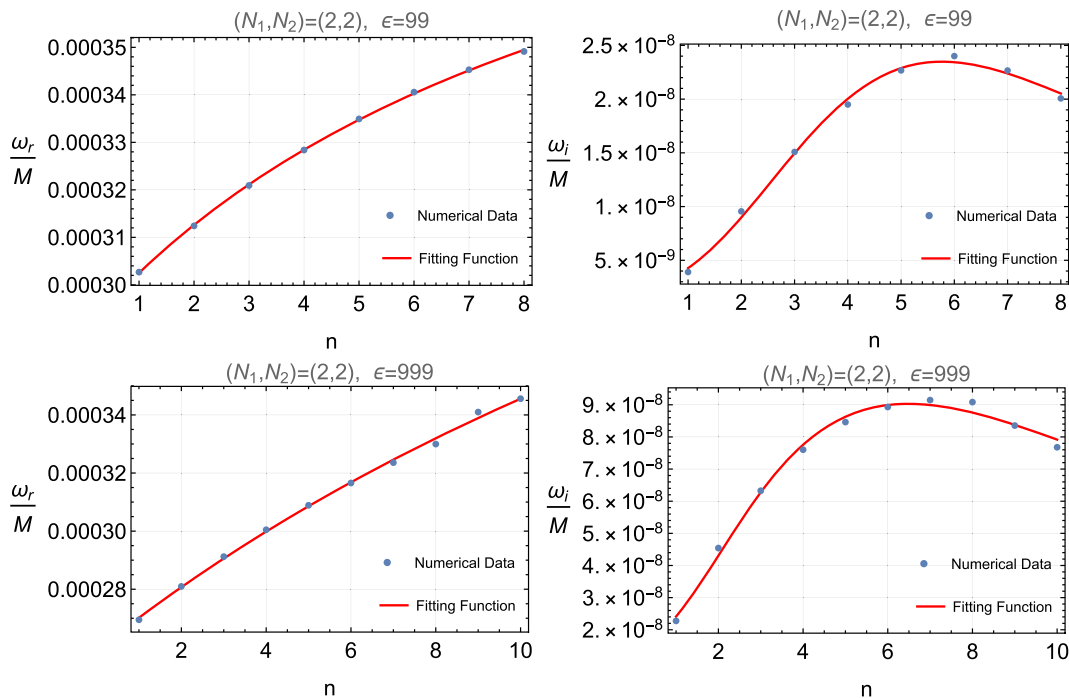 (N₁,N₂)=(2,2), ϵ=99
0.00035
0.00034
0.00033
0.00032
0.00031
0.00030
ω_r
M
Numerical Data
Fitting Function
1 2 3 4 5 6 7 8
n
(N₁,N₂)=(2,2), ϵ=99
2.5×10⁻⁸
2.×10⁻⁸
1.5×10⁻⁸
1.×10⁻⁸
5.×10⁻⁹
ω_i
M
Numerical Data
Fitting Function
1 2 3 4 5 6 7 8
n
(N₁,N₂)=(2,2), ϵ=999
0.00034
0.00032
0.00030
0.00028
ω_r
M
Numerical Data
Fitting Function
2 4 6 8 10
n
(N₁,N₂)=(2,2), ϵ=999
9.×10⁻⁸
8.×10⁻⁸
7.×10⁻⁸
6.×10⁻⁸
5.×10⁻⁸
4.×10⁻⁸
3.×10⁻⁸
2.×10⁻⁸
ω_i
M
Numerical Data
Fitting Function
2 4 6 8 10
n